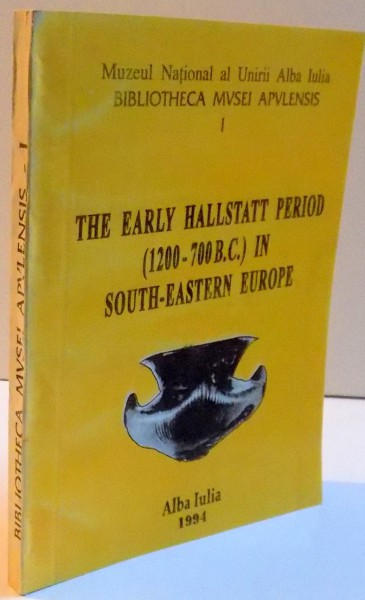 Muzeul Național al Unirii Alba Iulia
BIBLIOTHECA MVSEI APVLENSIS
I
THE EARLY HALLSTATT PERIOD
(1200-700 B.C.) IN
SOUTH-EASTERN EUROPE
Alba Iulia
1994
BIBLIOTHECA MVSEI APVLENSIS - I